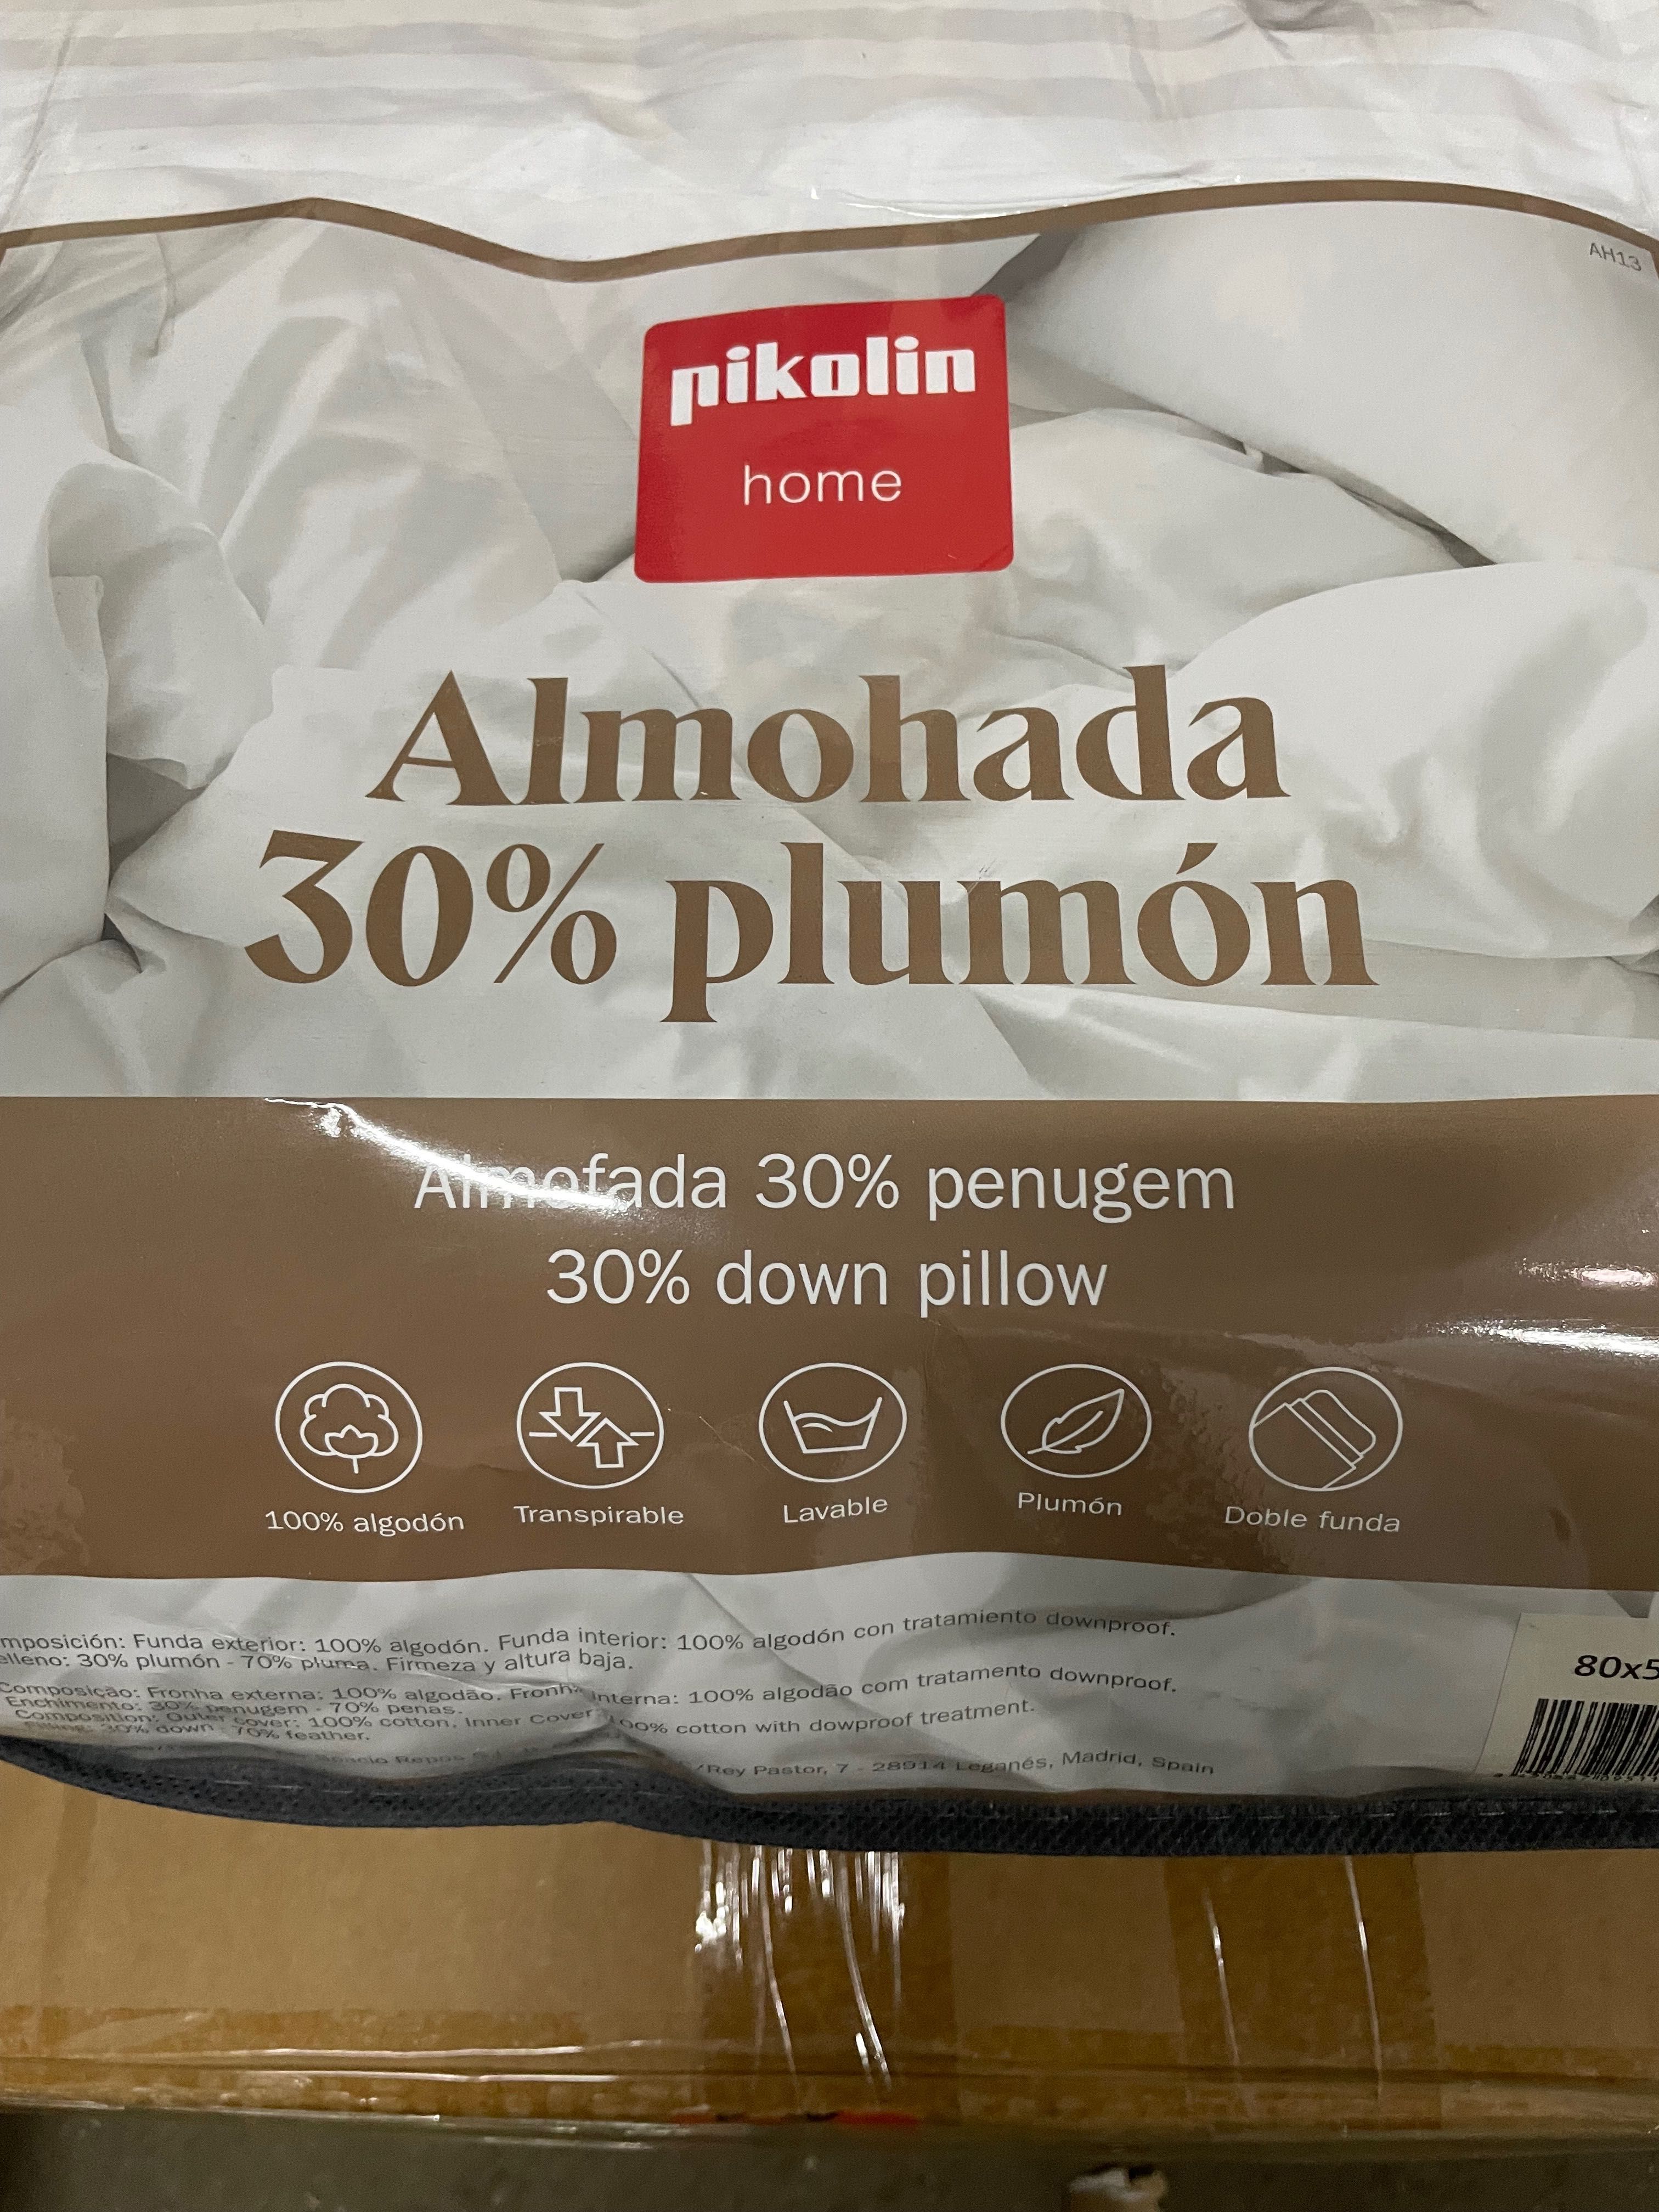 AH13
pikolin
home
Almohada
30% plumón
Almofada 30% penugem
30% down pillow
100% algodón
Transpirable
Lavable
Plumón
Doble funda
mposición: Funda exterior: 100% algodón. Funda interior: 100% algodón con tratamiento downproof.
elleno: 30% plumón - 70% pluma. Firmeza y altura baja.
Composição: Fronha externa: 100% algodão. Fronha interna: 100% algodão com tratamento downproof.
Enchimento: 30% penugem - 70% penas.
Composition: Outer cover: 100% cotton. Inner Cover: 100% cotton with dowproof treatment.
Filling: 30% down - 70% feather.
Rey Pastor, 7 - 28914 Leganés, Madrid, Spain
80x5